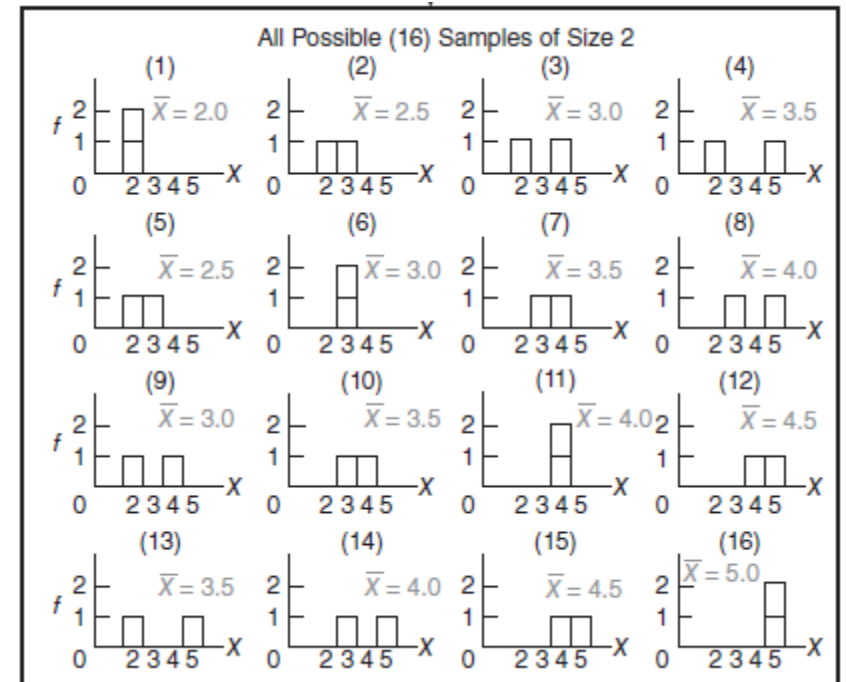 All Possible (16) Samples of Size 2
(1) (2) (3) (4)
f 2 X̅ = 2.0 2 X̅ = 2.5 2 X̅ = 3.0 2 X̅ = 3.5
1 1 1 1
0 2 3 4 5 X 0 2 3 4 5 X 0 2 3 4 5 X 0 2 3 4 5 X
(5) (6) (7) (8)
f 2 X̅ = 2.5 2 X̅ = 3.0 2 X̅ = 3.5 2 X̅ = 4.0
1 1 1 1
0 2 3 4 5 X 0 2 3 4 5 X 0 2 3 4 5 X 0 2 3 4 5 X
(9) (10) (11) (12)
f 2 X̅ = 3.0 2 X̅ = 3.5 2 X̅ = 4.0 2 X̅ = 4.5
1 1 1 1
0 2 3 4 5 X 0 2 3 4 5 X 0 2 3 4 5 X 0 2 3 4 5 X
(13) (14) (15) (16)
f 2 X̅ = 3.5 2 X̅ = 4.0 2 X̅ = 4.5 2 X̅ = 5.0
1 1 1 1
0 2 3 4 5 X 0 2 3 4 5 X 0 2 3 4 5 X 0 2 3 4 5 X